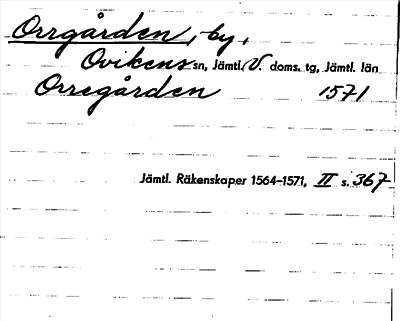 Orrgården, by,
Ovikens sn, Jämtl. V. doms. tg, Jämtl. län
Orregården 1571
Jämtl. Räkenskaper 1564-1571, II s. 367